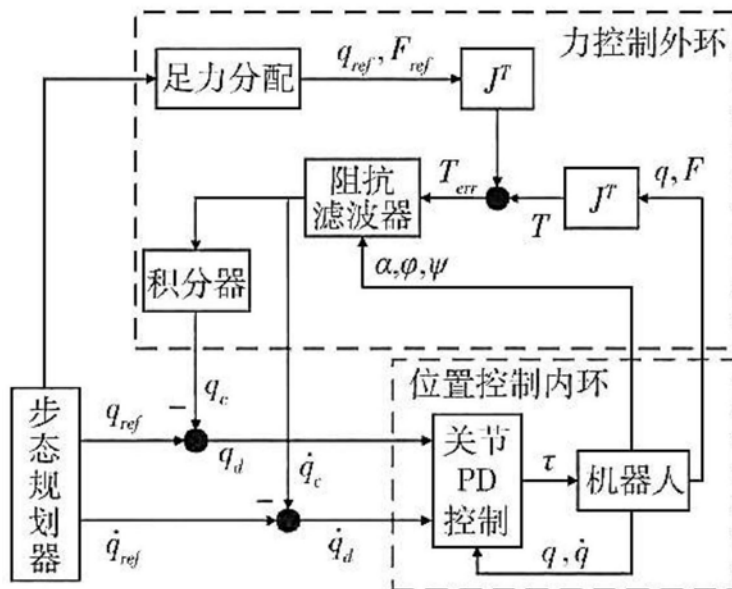 力控制外环
足力分配
q_ref, F_ref
J^T
阻抗
滤波器
T_err
T
J^T
q, F
α,φ,ψ
积分器
q_c
位置控制内环
步态规划器
q_ref
−
q_d
q̇_c
关节
PD
控制
τ
机器人
−
q̇_ref
q̇_d
q , q̇